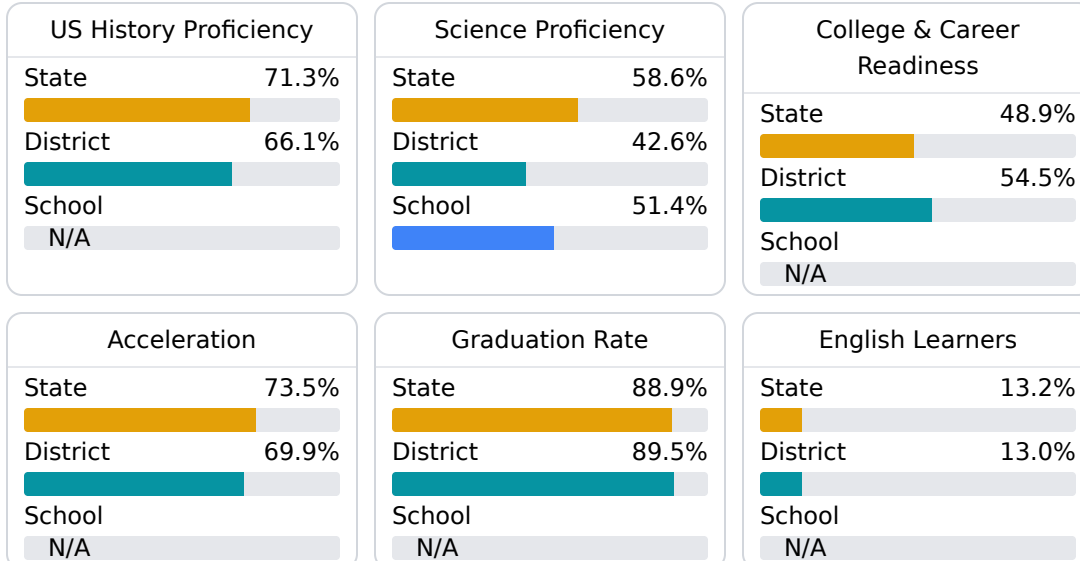 US History Proficiency
State 71.3%
District 66.1%
School
N/A
Science Proficiency
State 58.6%
District 42.6%
School 51.4%
College & Career
Readiness
State 48.9%
District 54.5%
School
N/A
Acceleration
State 73.5%
District 69.9%
School
N/A
Graduation Rate
State 88.9%
District 89.5%
School
N/A
English Learners
State 13.2%
District 13.0%
School
N/A